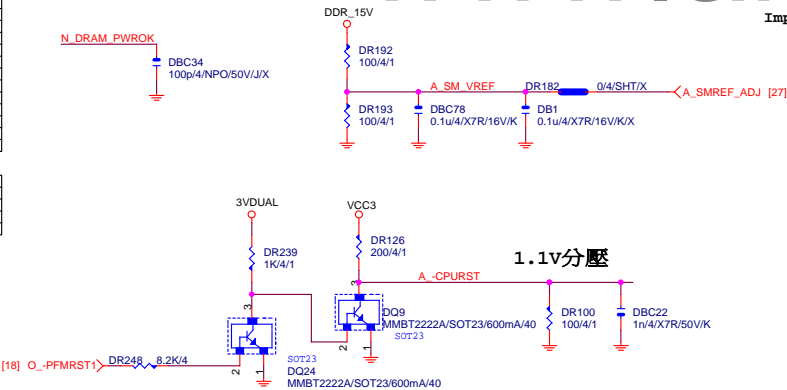 DDR_15V
Imp
N_DRAM_PWROK
DBC34
100p/4/NPO/50V/J/X
DR192
100/4/1
A_SM_VREF
DR182
0/4/SHT/X
A_SMREF_ADJ [27]
DR193
100/4/1
DBC78
0.1u/4/X7R/16V/K
DB1
0.1u/4/X7R/16V/K/X
3VDUAL
VCC3
DR239
1K/4/1
DR126
200/4/1
1.1V分壓
A_-CPURST
3
3
DQ9
MMBT2222A/SOT23/600mA/40
SOT23
2
1
DR100
100/4/1
DBC22
1n/4/X7R/50V/K
[18] O_-PFMRST1
DR248
8.2K/4
2
1
SOT23
DQ24
MMBT2222A/SOT23/600mA/40